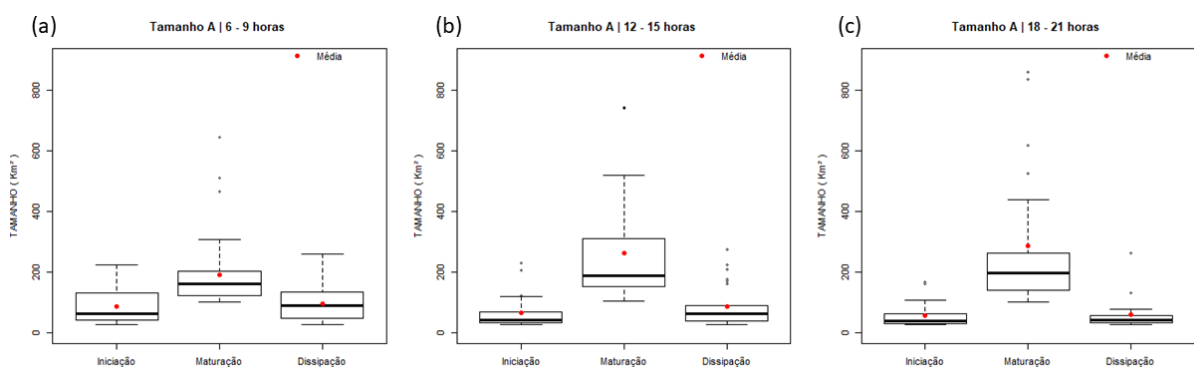 (a)
Tamanho A | 6 - 9 horas
Média
TAMANHO ( Km² )
800
600
400
200
0
Iniciação Maturação Dissipação
(b)
Tamanho A | 12 - 15 horas
Média
TAMANHO ( Km² )
800
600
400
200
0
Iniciação Maturação Dissipação
(c)
Tamanho A | 18 - 21 horas
Média
TAMANHO ( Km² )
800
600
400
200
0
Iniciação Maturação Dissipação